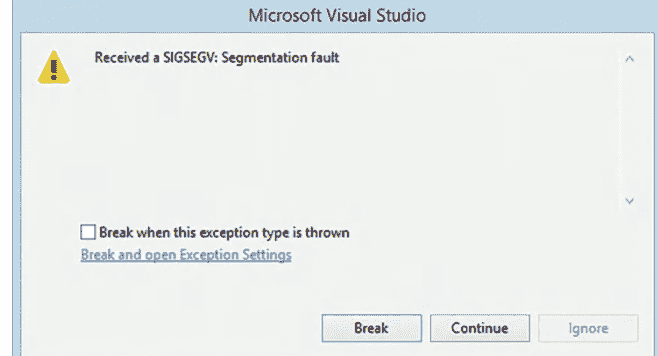 Microsoft Visual Studio
Received a SIGSEGV: Segmentation fault
Break when this exception type is thrown
Break and open Exception Settings
Break Continue Ignore